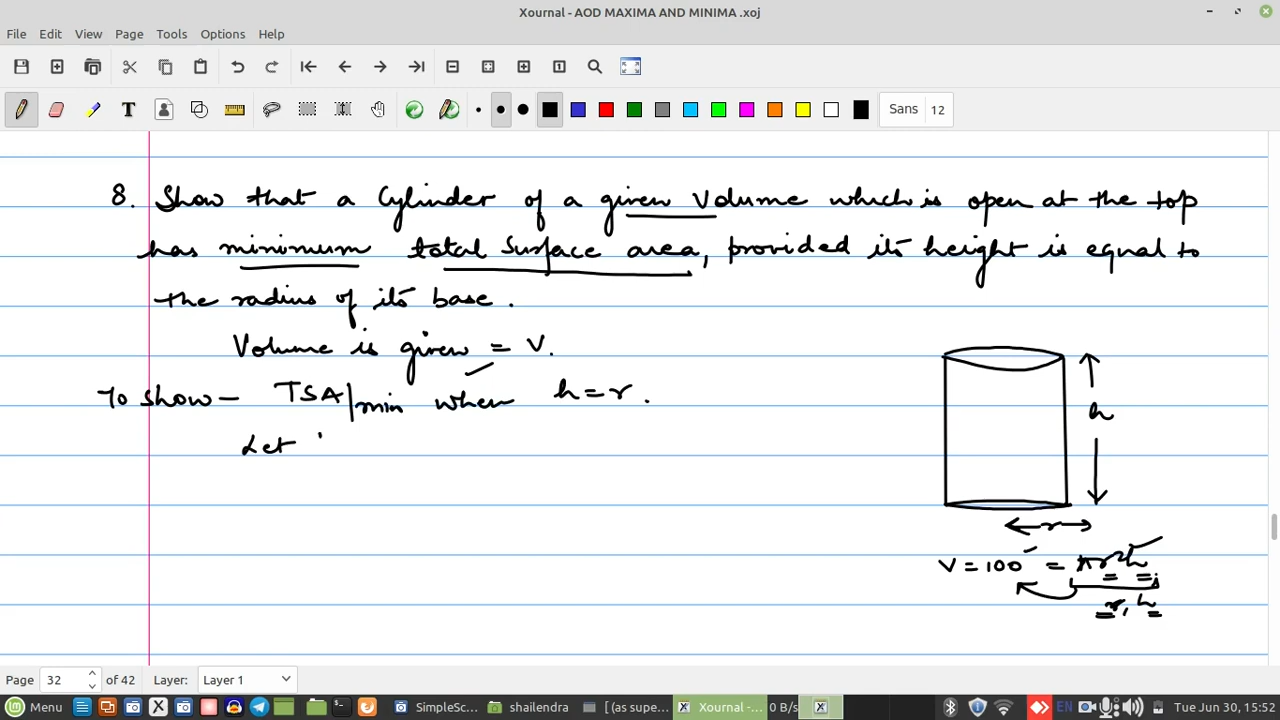 Xournal - AOD MAXIMA AND MINIMA .xoj
File Edit View Page Tools Options Help
Sans 12
8. Show that a Cylinder of a given Volume which is open at the top
has minimum total Surface area, provided its height is equal to
the radius of its base.
Volume is given = V.
To show – TSA|min when h=r.
Let
h
r
V = 100 = πr²h
r, h
Page 32 of 42 Layer: Layer 1
Menu SimpleSc... shailendra [(as supe... Xournal -... 0 B/s EN Tue Jun 30, 15:52